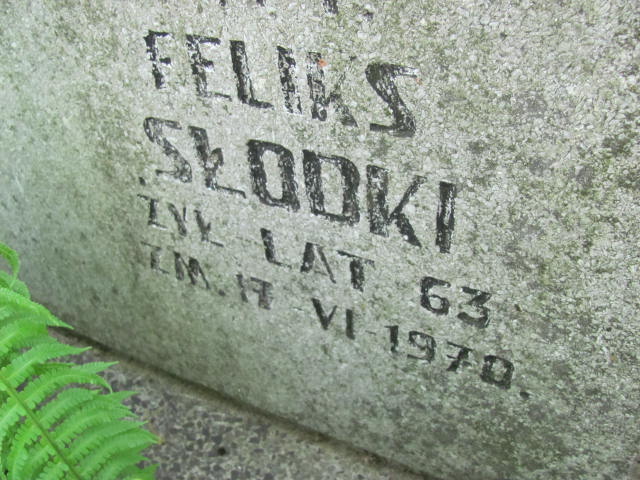 FELIKS
SŁODKI
ŻYŁ LAT 63
ZM. 17-VI-1970.